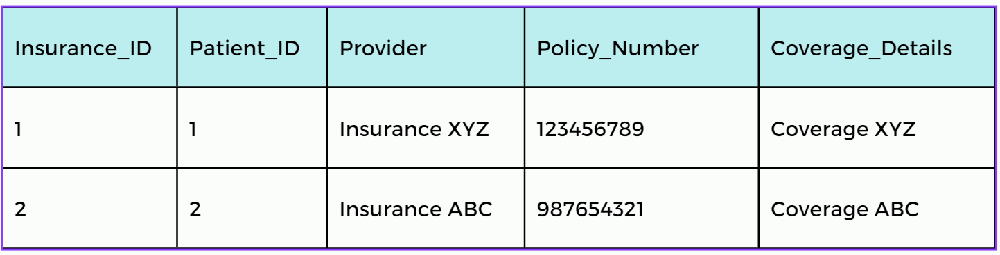 Insurance_ID Patient_ID Provider Policy_Number Coverage_Details
1 1 Insurance XYZ 123456789 Coverage XYZ
2 2 Insurance ABC 987654321 Coverage ABC